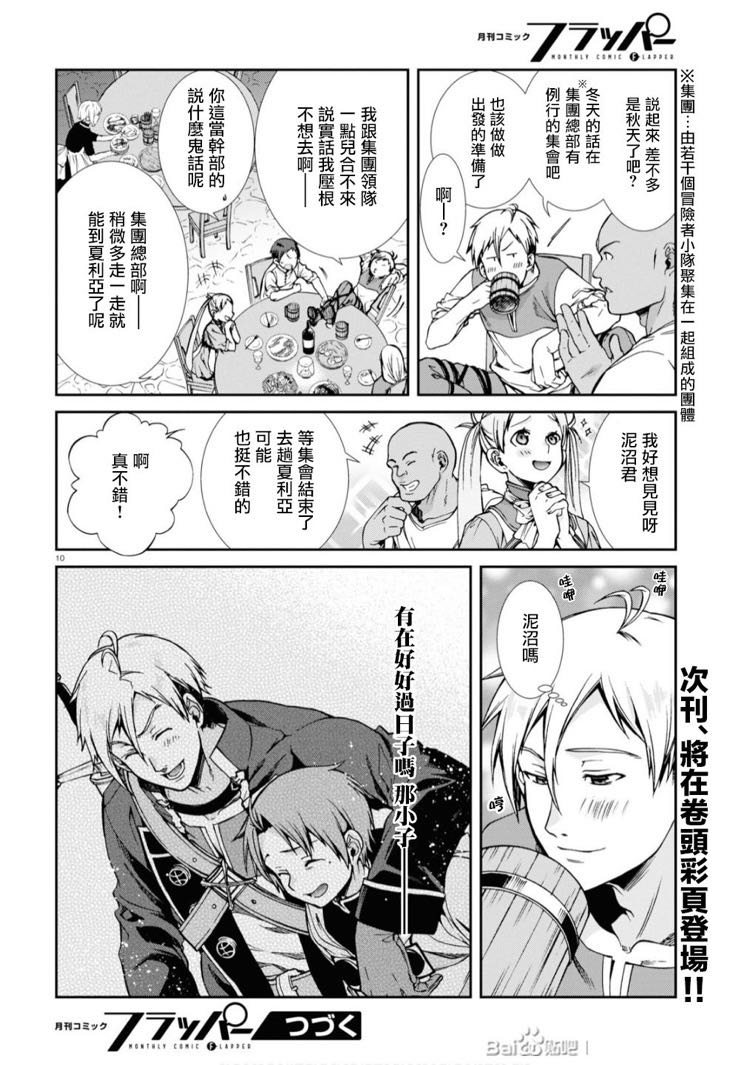 月刊コミック
フラッパー
MONTHLY COMIC FLAPPER
※集團…由若干個冒險者小隊聚集在一起組成的團體
說起來 差不多
是秋天了吧?
※
冬天的話在
集團總部有
例行的集會吧
也該做做
出發的準備了
啊—?
我跟集團領隊
一點兒合不來
說實話我壓根
不想去啊—
你這當幹部的
說什麼鬼話呢
集團總部啊—
稍微多走一走就
能到夏利亞了呢
我好想見見呀
泥沼君
等集會結束了
去趟夏利亞
可能
也挺不錯的
啊
真不錯!
10
哇呷
哇呷
泥沼嗎
哼
有在好好過日子嗎 那小子——
次刊、將在卷頭彩頁登場!!
月刊コミック
フラッパー
MONTHLY COMIC FLAPPER
つづく
Bai貼吧